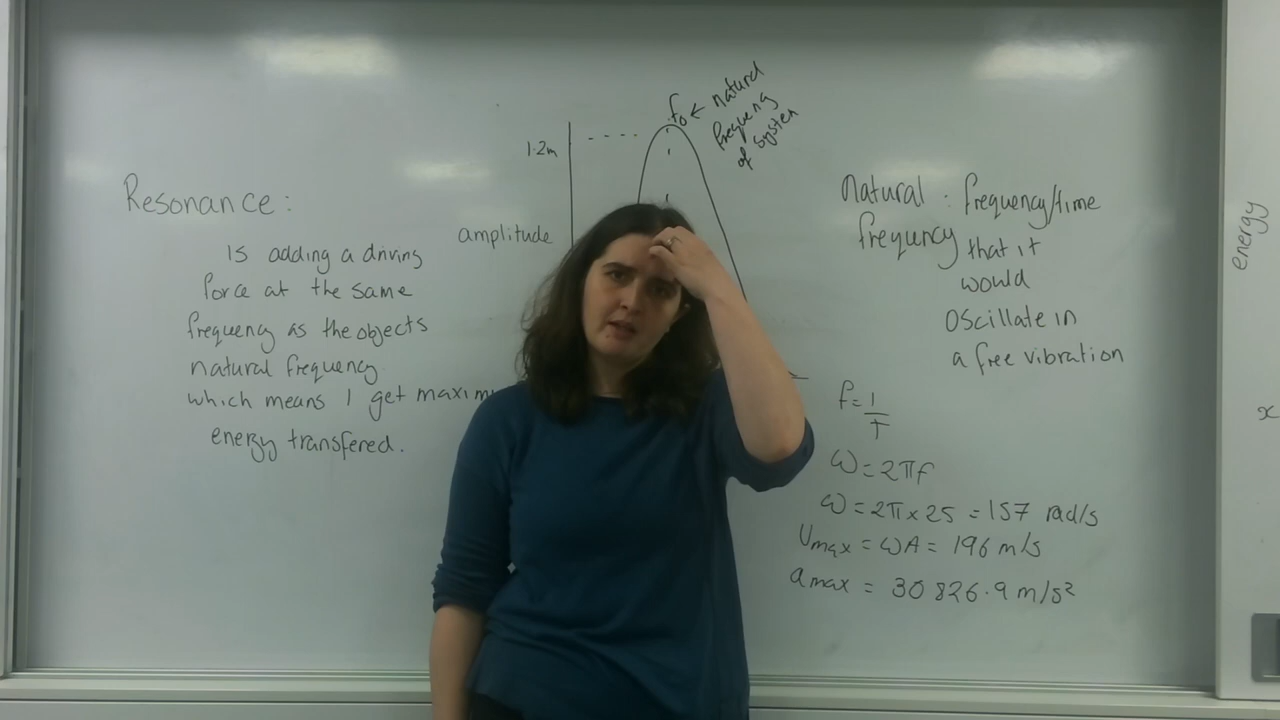 Resonance:
is adding a driving
force at the same
frequency as the objects
natural frequency
which means I get maxim
energy transfered.
1.2m
amplitude
f₀ ← natural
frequency
of system
natural : frequency/time
frequency that it
would
oscillate in
a free vibration
f = 1/T
ω = 2πf
ω = 2π × 25 = 157 rad/s
Vmax = ωA = 196 m/s
amax = 30 826.9 m/s²
energy
x